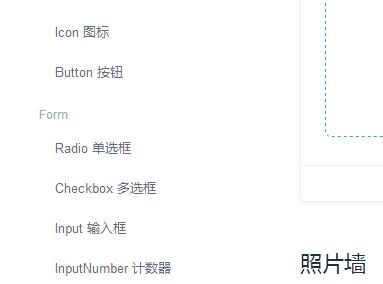 Icon 图标
Button 按钮
Form
Radio 单选框
Checkbox 多选框
Input 输入框
InputNumber 计数器
照片墙